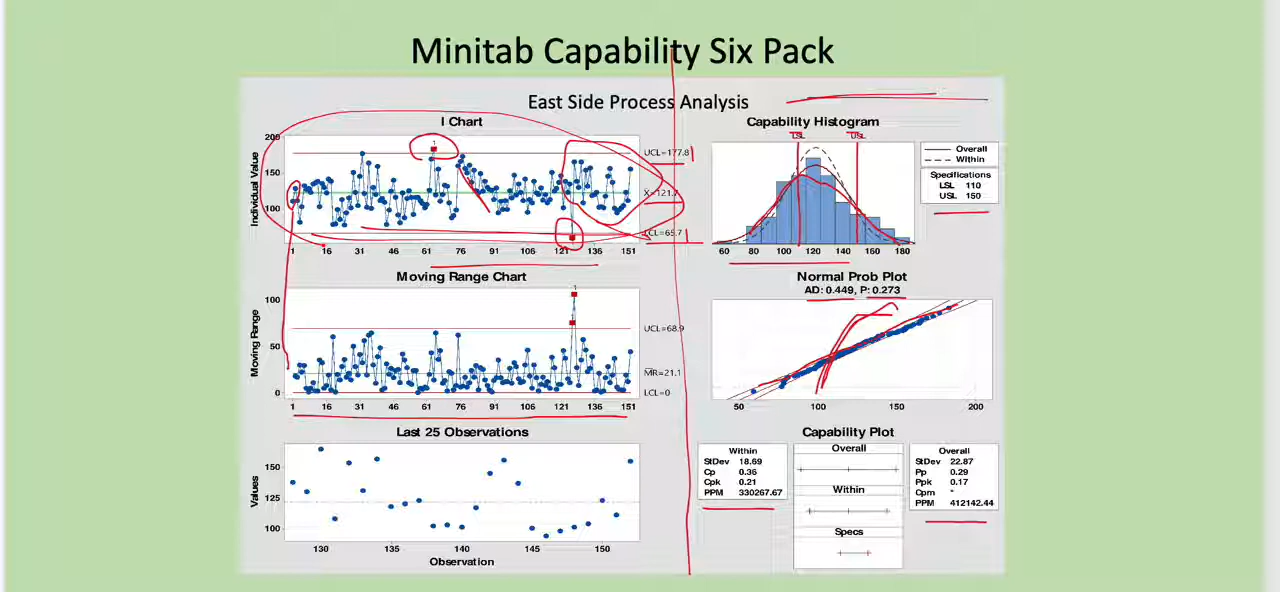 Minitab Capability Six Pack
East Side Process Analysis
I Chart
Individual Value
200
150
100
1
1
UCL=177.8
X=121.7
LCL=65.7
1 16 31 46 61 76 91 106 121 136 151
Moving Range Chart
Moving Range
100
50
0
1
UCL=68.9
MR=21.1
LCL=0
1 16 31 46 61 76 91 106 121 136 151
Last 25 Observations
Values
150
125
100
130 135 140 145 150
Observation
Capability Histogram
LSL USL
60 80 100 120 140 160 180
Overall
Within
Specifications
LSL 110
USL 150
Normal Prob Plot
AD: 0.449, P: 0.273
50 100 150 200
Capability Plot
Within
StDev 18.69
Cp 0.36
Cpk 0.21
PPM 330267.67
Overall
Within
Specs
Overall
StDev 22.87
Pp 0.29
Ppk 0.17
Cpm *
PPM 412142.44